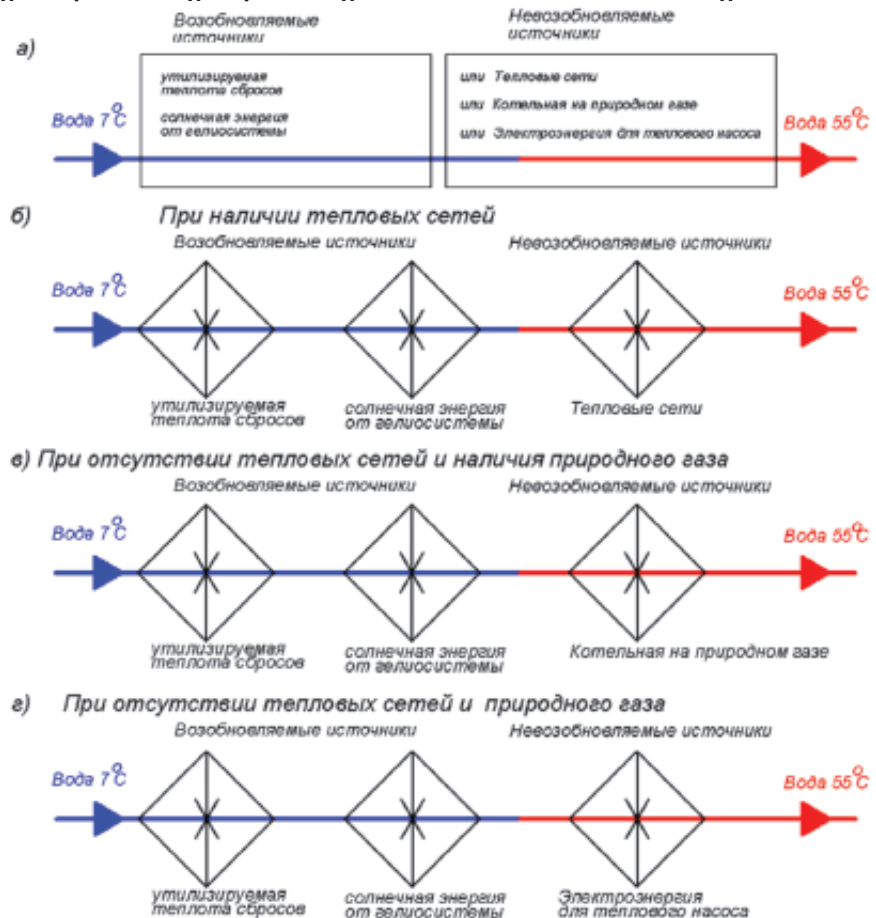 а)
Возобновляемые
источники
Невозобновляемые
источники
утилизируемая
теплота сбросов
солнечная энергия
от гелиосистемы
или Тепловые сети
или Котельная на природном газе
или Электроэнергия для теплового насоса
Вода 7°С
Вода 55°С
б) При наличии тепловых сетей
Возобновляемые источники
Невозобновляемые источники
Вода 7°С
Вода 55°С
утилизируемая
теплота сбросов
солнечная энергия
от гелиосистемы
Тепловые сети
в) При отсутствии тепловых сетей и наличия природного газа
Возобновляемые источники
Невозобновляемые источники
Вода 7°С
Вода 55°С
утилизируемая
теплота сбросов
солнечная энергия
от гелиосистемы
Котельная на природном газе
г) При отсутствии тепловых сетей и природного газа
Возобновляемые источники
Невозобновляемые источники
Вода 7°С
Вода 55°С
утилизируемая
теплота сбросов
солнечная энергия
от гелиосистемы
Электроэнергия
для теплового насоса